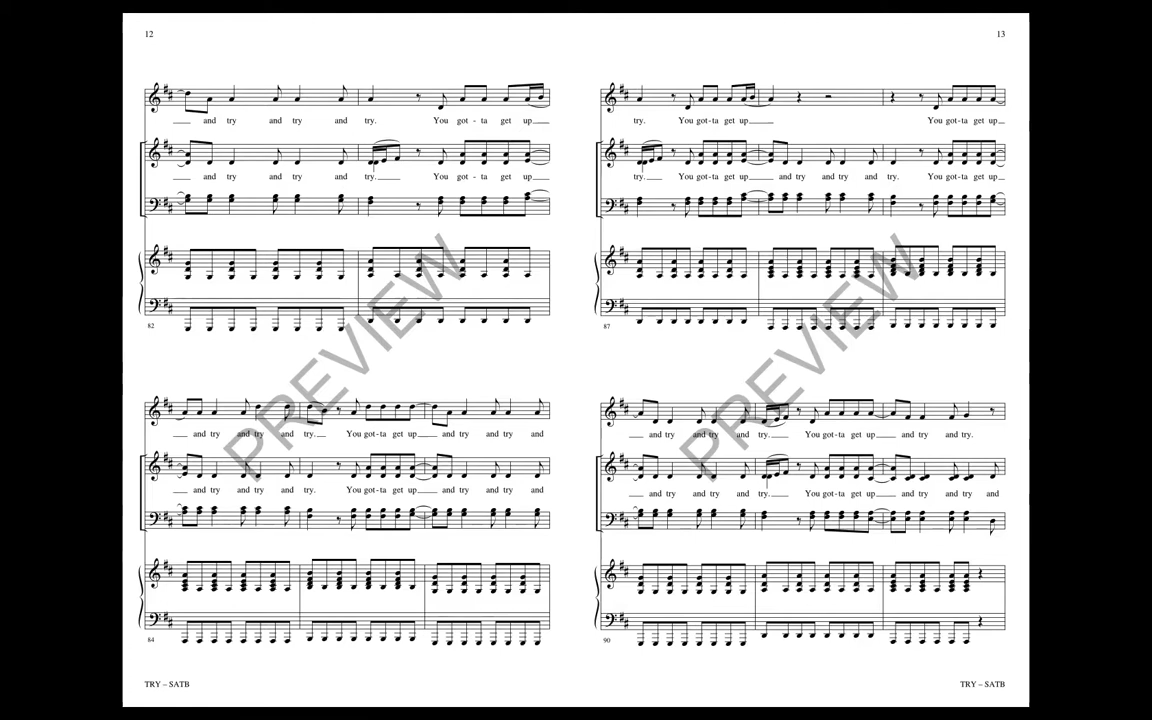 12
and try and try and try. You got - ta get up
and try and try and try. You got - ta get up
82
PREVIEW
and try and try and try. You got-ta get up and try and try and
and try and try and try. You got-ta get up and try and try and
84
TRY – SATB
13
try. You got-ta get up You got-ta get up
try. You got-ta get up and try and try and try. You got-ta get up
87
PREVIEW
and try and try and try. You got-ta get up and try and try.
and try and try and try. You got-ta get up and try and try and
90
TRY – SATB